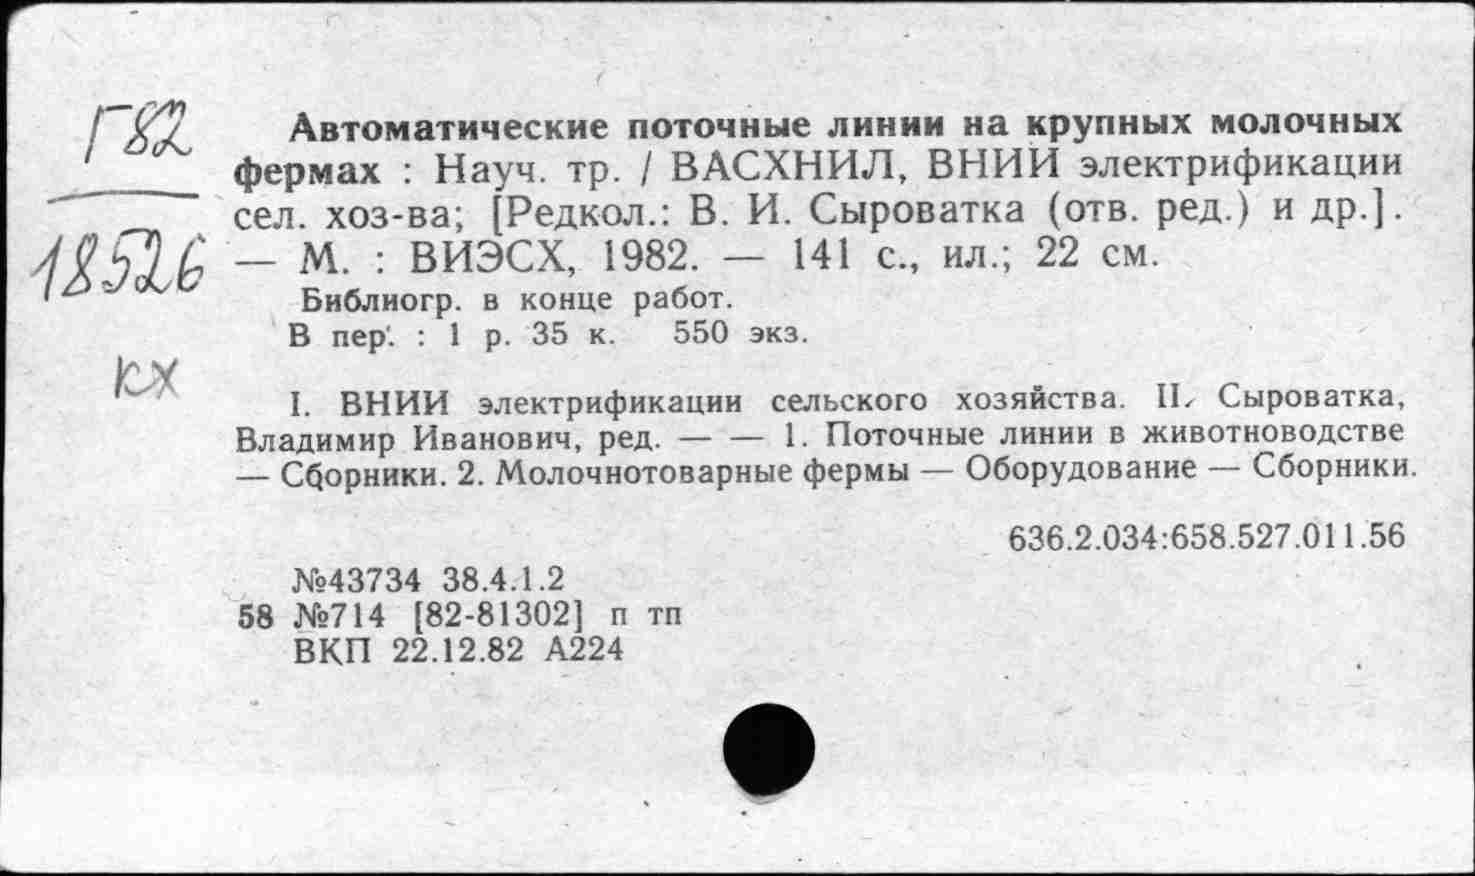 Г82
18526
кх
Автоматические поточные линии на крупных молочных
фермах : Науч. тр. / ВАСХНИЛ, ВНИИ электрификации
сел. хоз-ва; [Редкол.: В. И. Сыроватка (отв. ред.) и др.].
— М. : ВИЭСХ, 1982. — 141 с., ил.; 22 см.
Библиогр. в конце работ.
В пер. : 1 р. 35 к. 550 экз.
I. ВНИИ электрификации сельского хозяйства. II. Сыроватка,
Владимир Иванович, ред. — — 1. Поточные линии в животноводстве
— Сборники. 2. Молочнотоварные фермы — Оборудование — Сборники.
636.2.034:658.527.011.56
№43734 38.4.1.2
58 №714 [82-81302] п тп
ВКП 22.12.82 А224